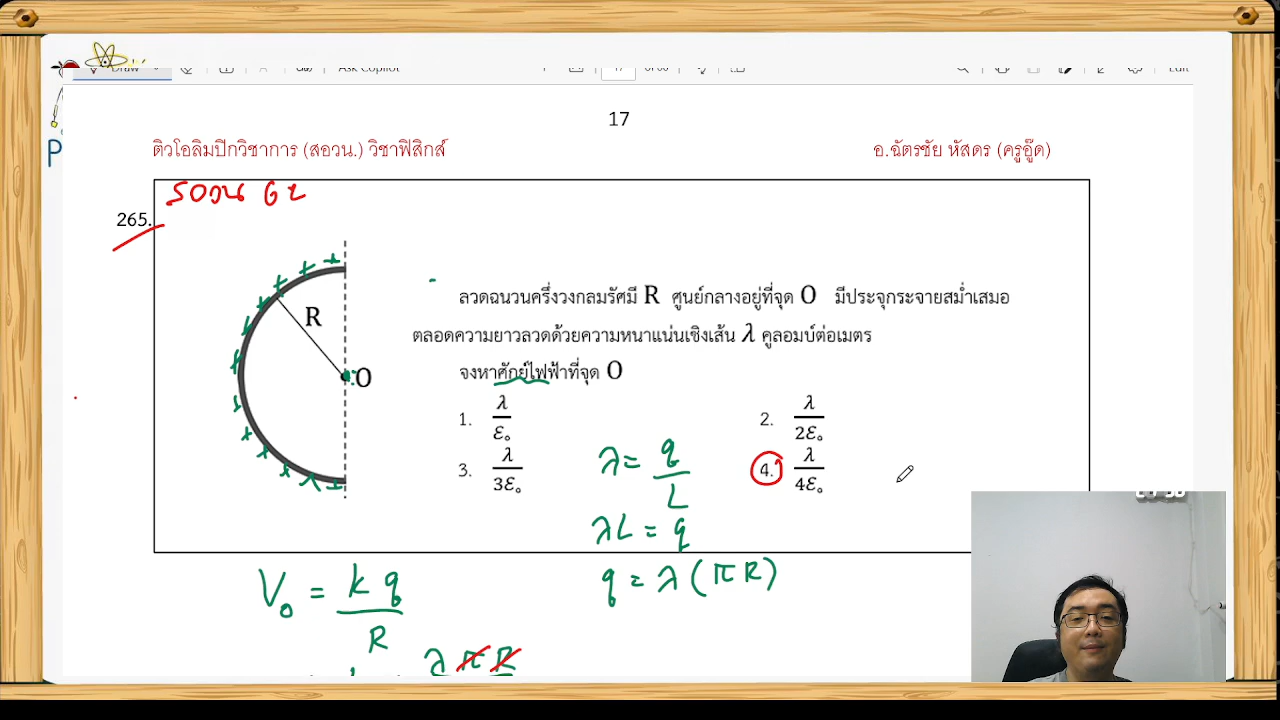 Draw
Ask Copilot
Edit
17
ติวโอลิมปิกวิชาการ (สอวน.) วิชาฟิสิกส์
อ.ฉัตรชัย หัสดร (ครูอู๊ด)
สอวน 62
265.
R
O
ลวดฉนวนครึ่งวงกลมรัศมี R ศูนย์กลางอยู่ที่จุด O มีประจุกระจายสม่ำเสมอ
ตลอดความยาวลวดด้วยความหนาแน่นเชิงเส้น λ คูลอมบ์ต่อเมตร
จงหาศักย์ไฟฟ้าที่จุด O
1. λ/ε₀
2. λ/2ε₀
3. λ/3ε₀
4. λ/4ε₀
λ = q/L
λL = q
q = λ(πR)
V₀ = kq/R
λπR